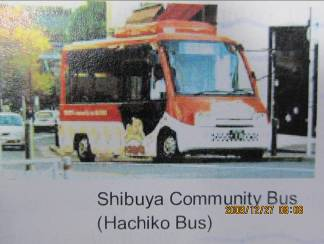 Shibuya Community Bus
2008/12/27 09:08
(Hachiko Bus)